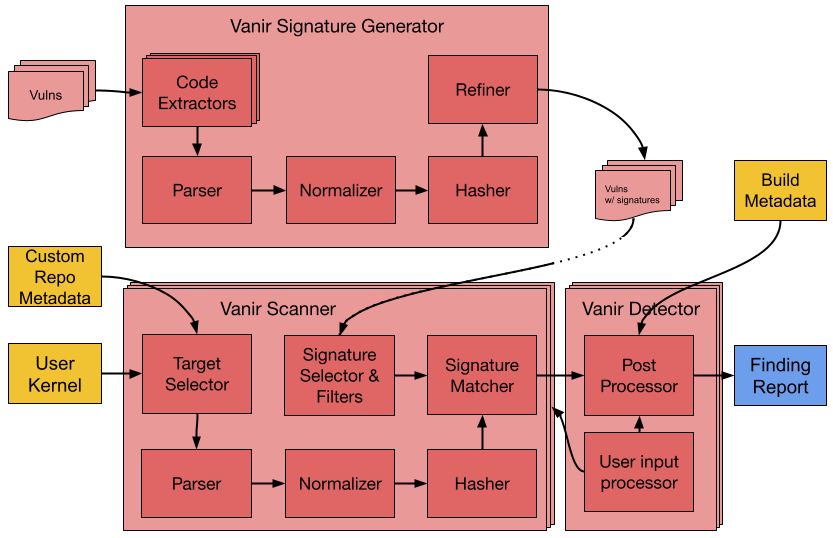 Vanir Signature Generator
Vulns
Code
Extractors
Refiner
Parser
Normalizer
Hasher
Vulns
w/ signatures
Build
Metadata
Custom
Repo
Metadata
User
Kernel
Vanir Scanner
Target
Selector
Signature
Selector &
Filters
Signature
Matcher
Parser
Normalizer
Hasher
Vanir Detector
Post
Processor
User input
processor
Finding
Report